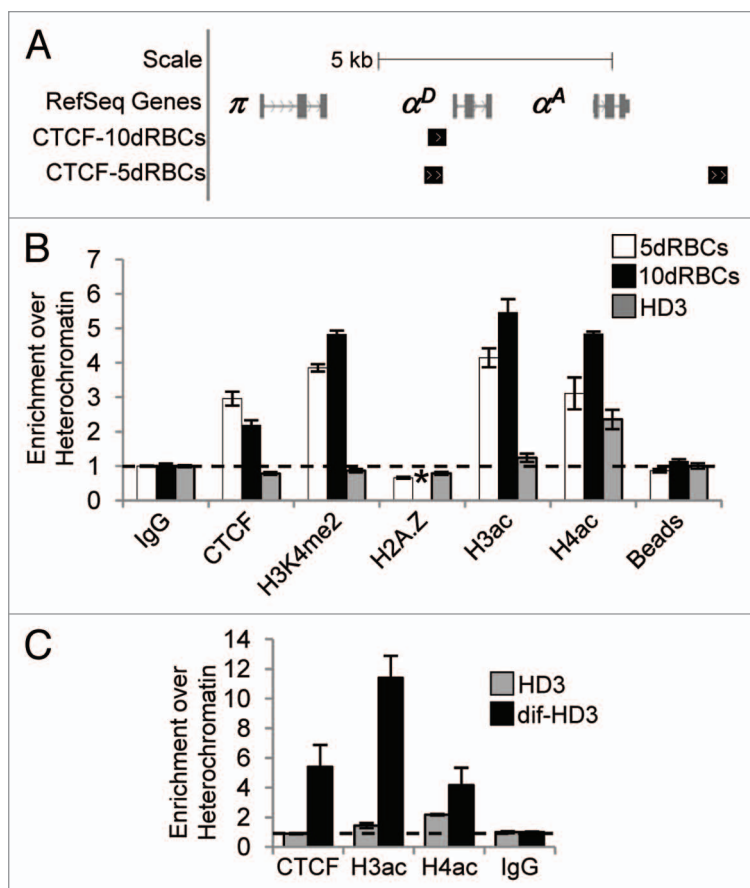 A
Scale 5 kb
RefSeq Genes π α^D α^A
CTCF-10dRBCs
CTCF-5dRBCs
B
Enrichment over
Heterochromatin
7
6
5
4
3
2
1
0
5dRBCs
10dRBCs
HD3
*
IgG CTCF H3K4me2 H2A.Z H3ac H4ac Beads
C
Enrichment over
Heterochromatin
14
12
10
8
6
4
2
0
HD3
dif-HD3
CTCF H3ac H4ac IgG